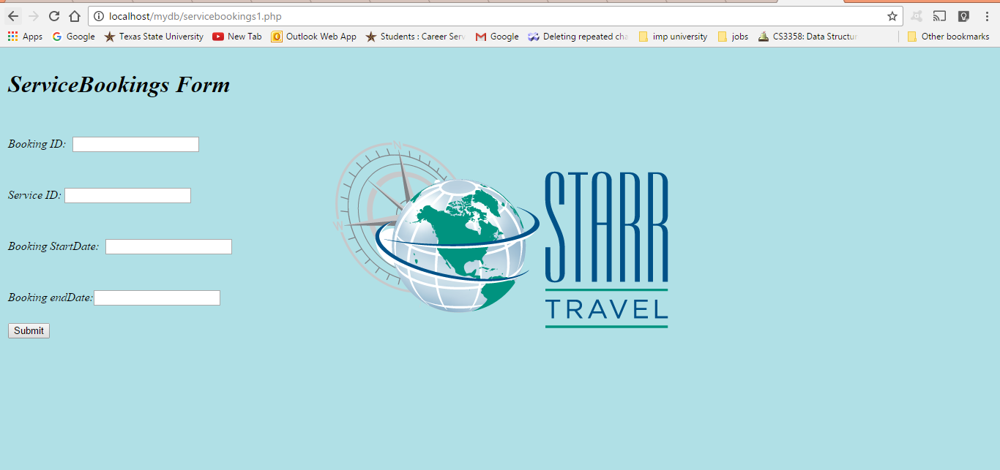 localhost/mydb/servicebookings1.php
Apps Google Texas State University New Tab Outlook Web App Students : Career Serv Google Deleting repeated cha imp university jobs CS3358: Data Structur Other bookmarks
ServiceBookings Form
Booking ID:
Service ID:
Booking StartDate:
Booking endDate:
Submit
N
W
STARR
TRAVEL